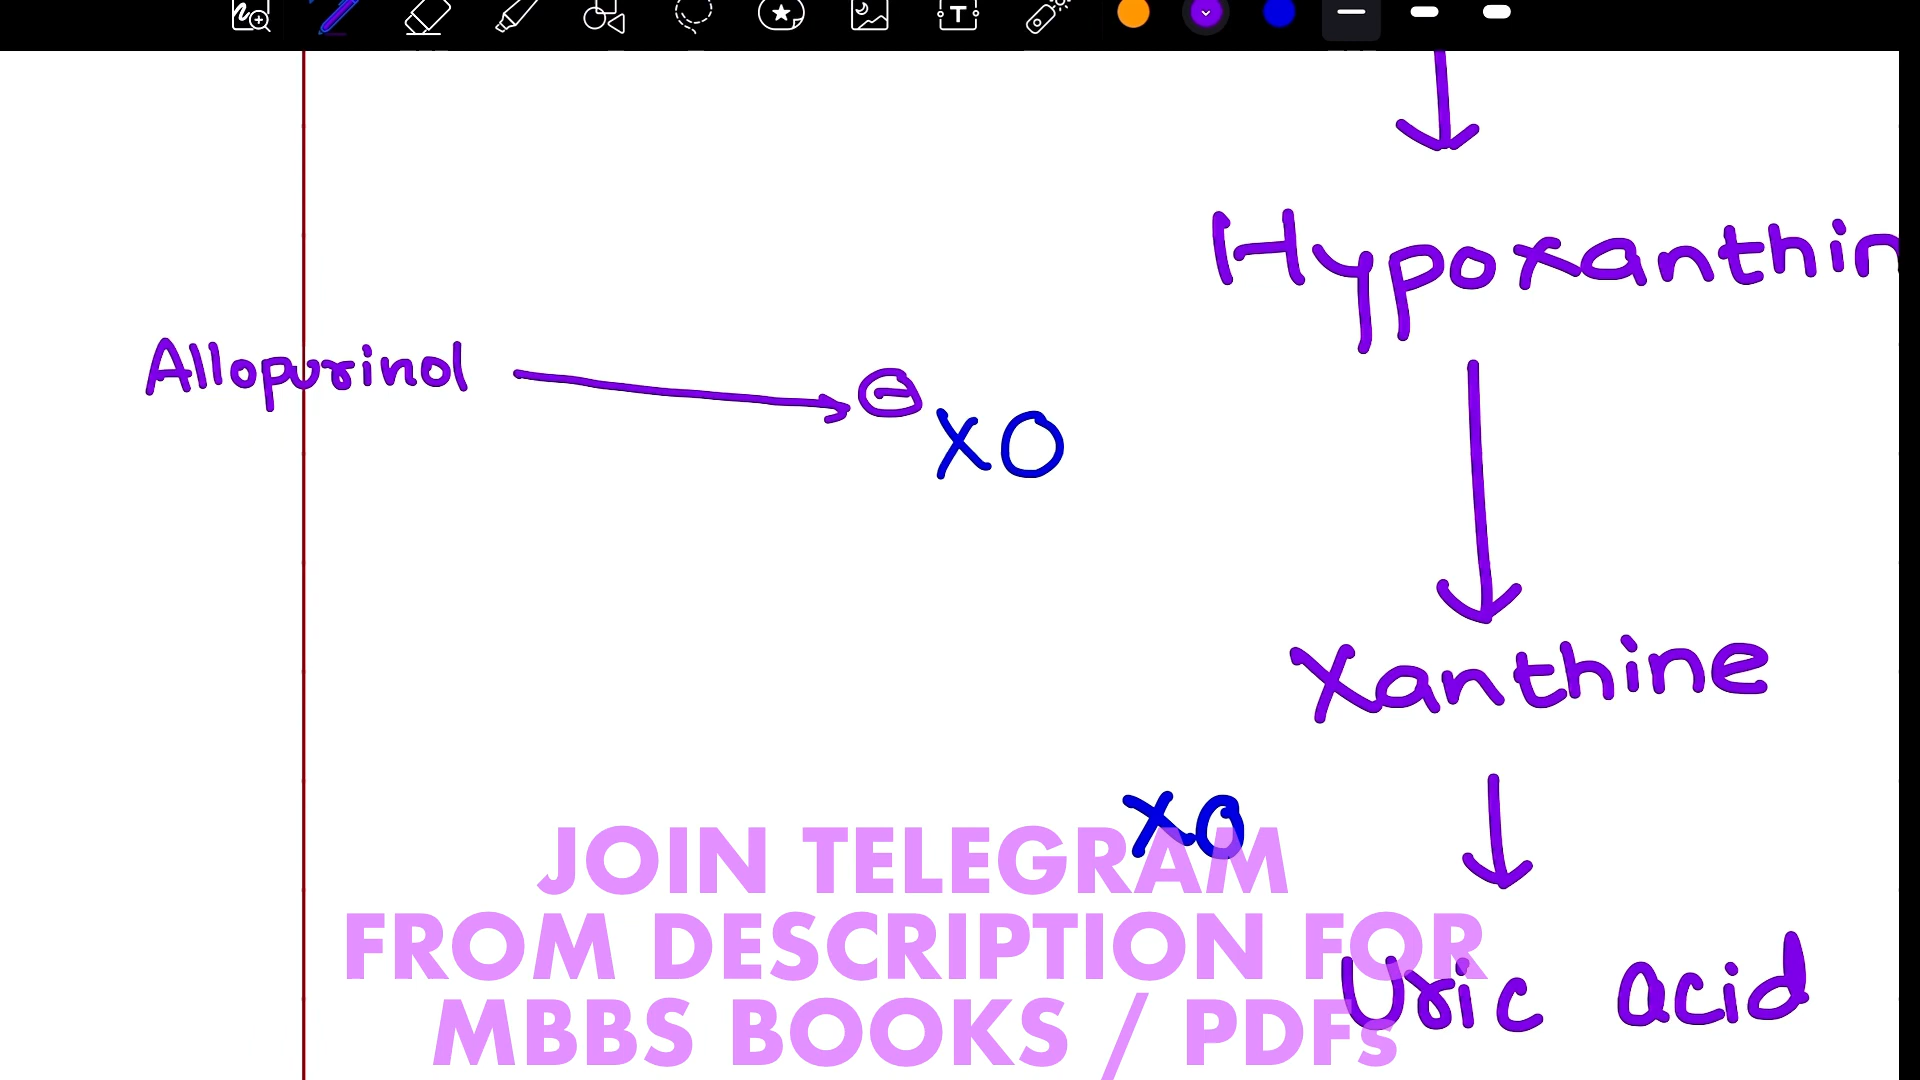 Hypoxanthin
Allopurinol
XO
Xanthine
XO
JOIN TELEGRAM
FROM DESCRIPTION FOR
MBBS BOOKS / PDFs
Uric acid